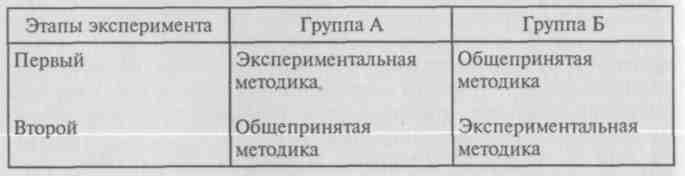 Этапы эксперимента Группа А Группа Б
Первый Экспериментальная Общепринятая
методика. методика
Второй Общепринятая Экспериментальная
методика методика